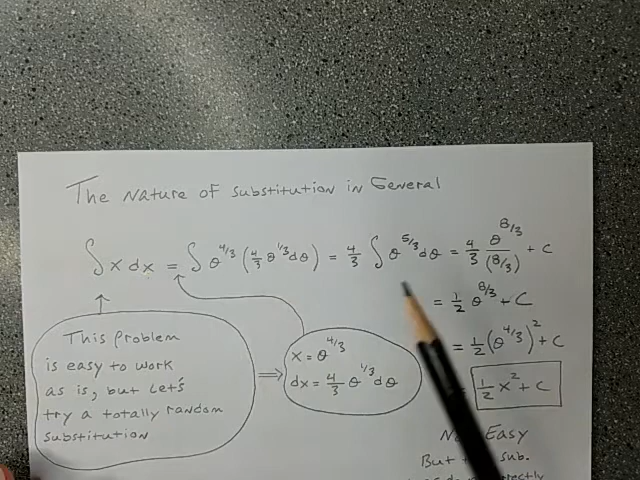 The Nature of Substitution in General
∫ x dx = ∫ θ^{4/3} (4/3 θ^{1/3} dθ) = 4/3 ∫ θ^{5/3} dθ = 4/3 θ^{8/3}/(8/3) + C
= 1/2 θ^{8/3} + C
= 1/2 (θ^{4/3})^2 + C
1/2 x^2 + C
This problem
is easy to work
as is, but Let's
try a totally random
substitution
⇒
x = θ^{4/3}
dx = 4/3 θ^{1/3} dθ
Easy
But sub.